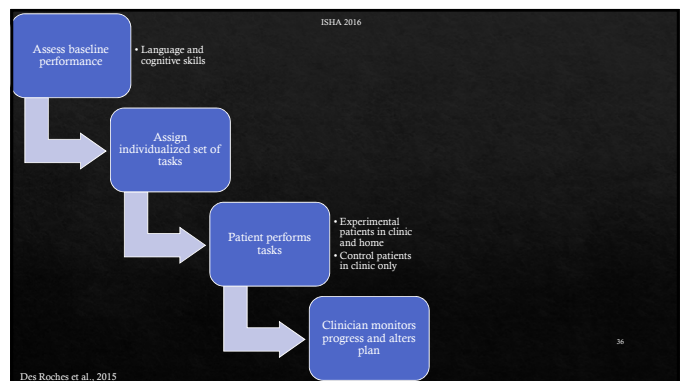 ISHA 2016
Assess baseline
performance
• Language and
cognitive skills
Assign
individualized set of
tasks
Patient performs
tasks
• Experimental
patients in clinic
and home
• Control patients
in clinic only
Clinician monitors
progress and alters
plan
36
Des Roches et al., 2015